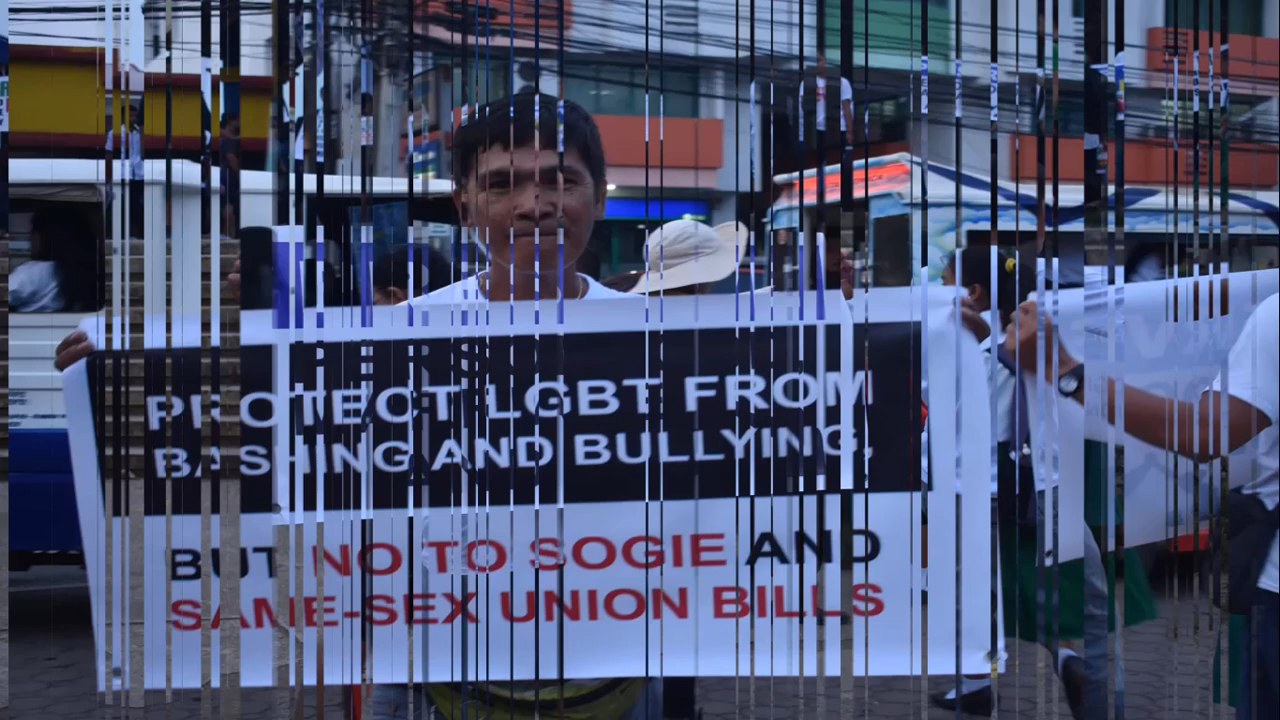 PROTECT LGBT FROM
BASHING AND BULLYING,
BUT NO TO SOGIE AND
SAME-SEX UNION BILLS